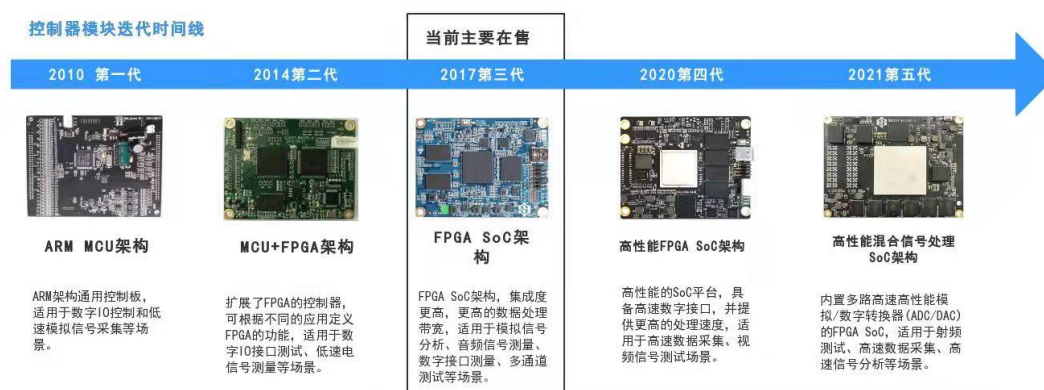 控制器模块迭代时间线
当前主要在售
2010 第一代
2014第二代
2017第三代
2020第四代
2021第五代
ARM MCU架构
ARM架构通用控制板，
适用于数字IO控制和低
速模拟信号采集等场
景。
MCU+FPGA架构
扩展了FPGA的控制器，
可根据不同的应用定义
FPGA的功能，适用于数
字IO接口测试、低速电
信号测量等场景。
FPGA SoC架
构
FPGA SoC架构，集成度
更高，更高的数据处理
带宽，适用于模拟信号
分析、音频信号测量、
数字接口测量、多通道
测试等场景。
高性能FPGA SoC架构
高性能的SoC平台，具
备高速数字接口，并提
供更高的处理速度，适
用于高速数据采集、视
频信号测试场景。
高性能混合信号处理
SoC架构
内置多路高速高性能模
拟/数字转换器(ADC/DAC)
的FPGA SoC，适用于射频
测试、高速数据采集、高
速信号分析等场景。